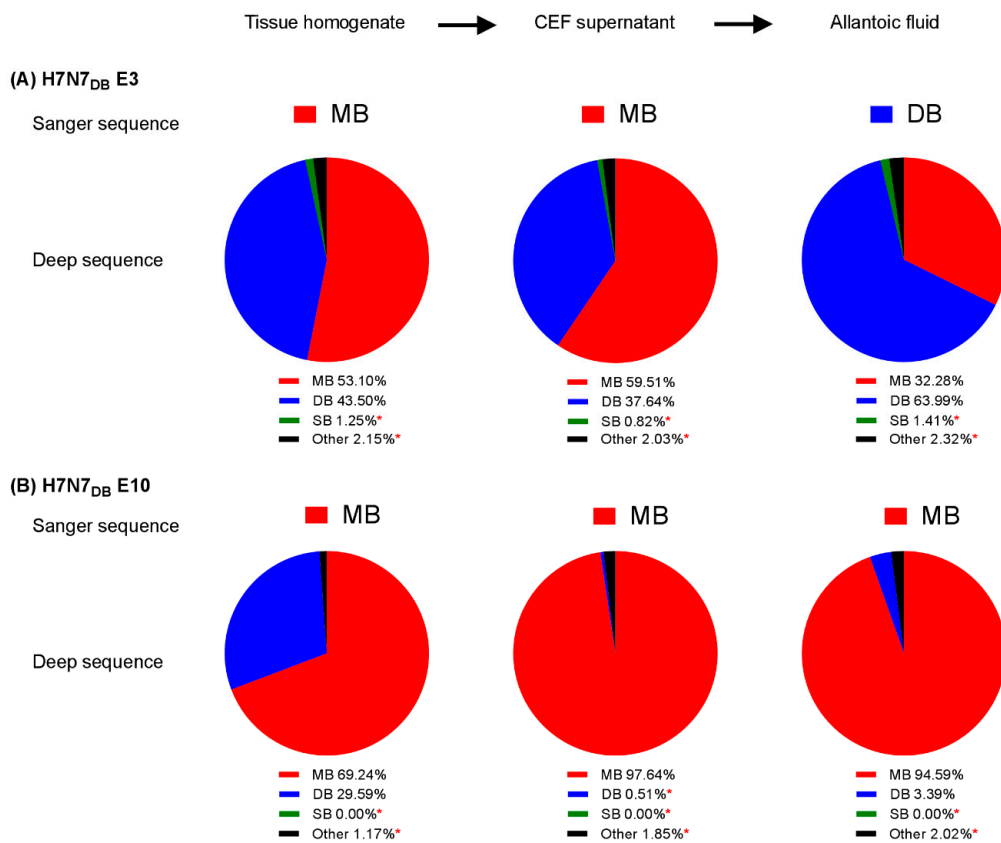 Tissue homogenate CEF supernatant Allantoic fluid
(A) H7N7DB E3
Sanger sequence MB MB DB
Deep sequence
MB 53.10% MB 59.51% MB 32.28%
DB 43.50% DB 37.64% DB 63.99%
SB 1.25%* SB 0.82%* SB 1.41%*
Other 2.15%* Other 2.03%* Other 2.32%*
(B) H7N7DB E10
Sanger sequence MB MB MB
Deep sequence
MB 69.24% MB 97.64% MB 94.59%
DB 29.59% DB 0.51%* DB 3.39%
SB 0.00%* SB 0.00%* SB 0.00%*
Other 1.17%* Other 1.85%* Other 2.02%*